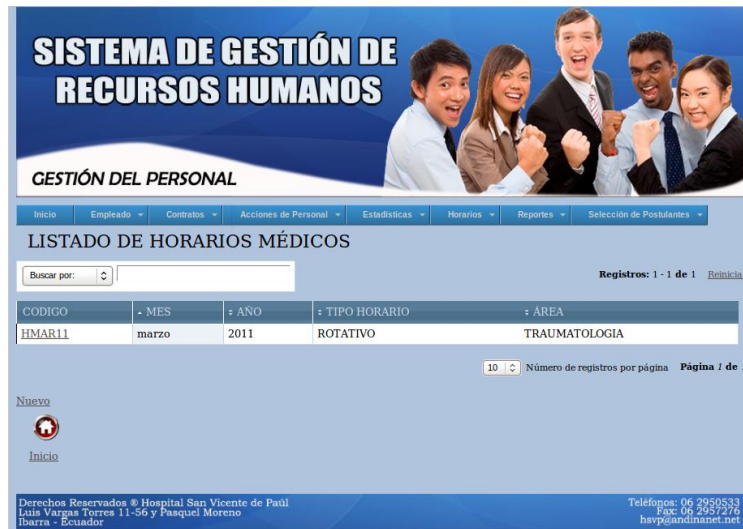 SISTEMA DE GESTIÓN DE
RECURSOS HUMANOS
GESTIÓN DEL PERSONAL
Inicio Empleado Contratos Acciones de Personal Estadísticas Horarios Reportes Selección de Postulantes
LISTADO DE HORARIOS MÉDICOS
Buscar por:
Registros: 1 - 1 de 1 Reinicia
CODIGO MES AÑO TIPO HORARIO ÁREA
HMAR11 marzo 2011 ROTATIVO TRAUMATOLOGIA
10 Número de registros por página Página 1 de
Nuevo
Inicio
Derechos Reservados ® Hospital San Vicente de Paúl
Luis Vargas Torres 11-56 y Pasquel Moreno
Ibarra - Ecuador
Teléfonos: 06 2950533
Fax: 06 2957276
hsvp@andinanet.net